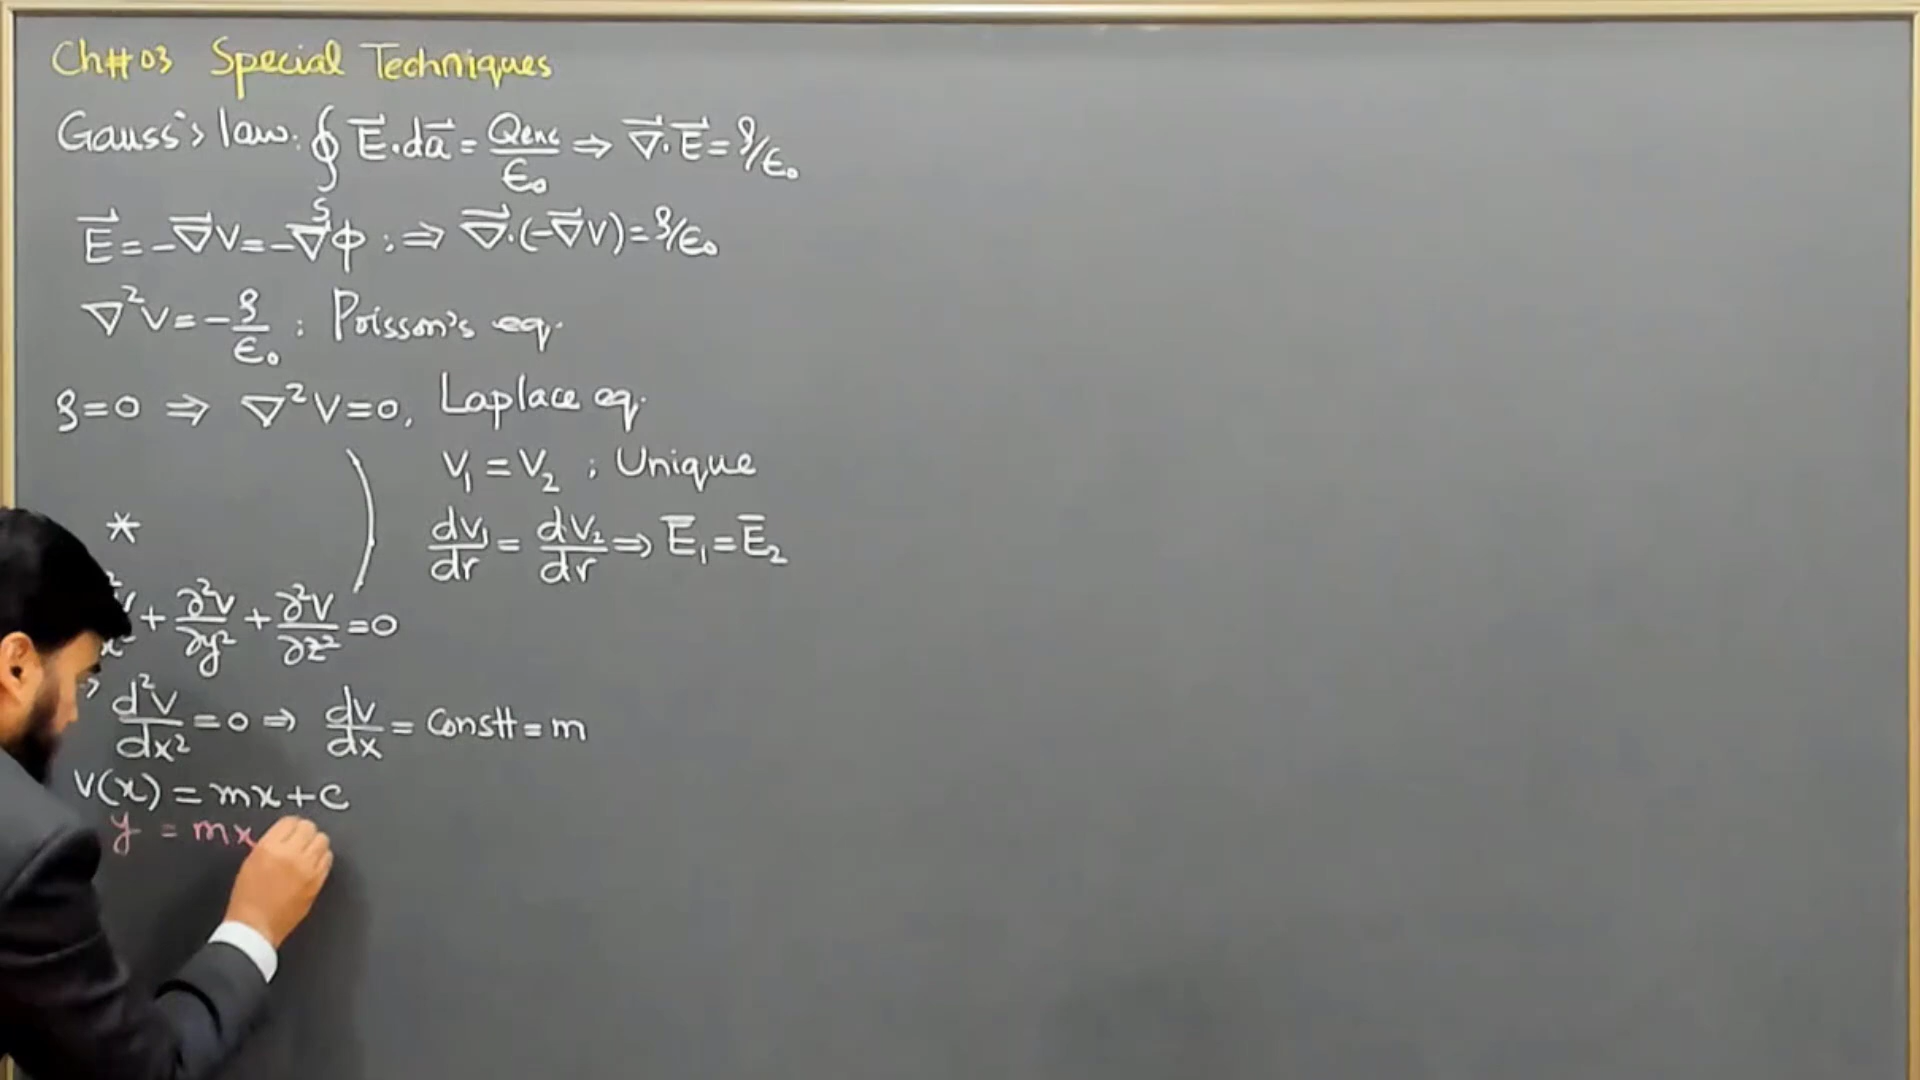 Ch#03 Special Techniques
Gauss's law: ∮ₛ E⃗·da⃗ = Qenc/ε₀ ⇒ ∇⃗·E⃗ = ρ/ε₀
E⃗ = -∇⃗V = -∇⃗φ ; ⇒ ∇⃗·(-∇⃗V) = ρ/ε₀
∇²V = -ρ/ε₀ ; Poisson's eq.
ρ=0 ⇒ ∇²V=0, Laplace eq.
V₁ = V₂ ; Unique
*
dV₁/dr = dV₂/dr ⇒ E̅₁ = E̅₂
+ ∂²V/∂y² + ∂²V/∂z² = 0
d²V/dx² = 0 ⇒ dV/dx = Constt = m
V(x) = mx + c
y = mx